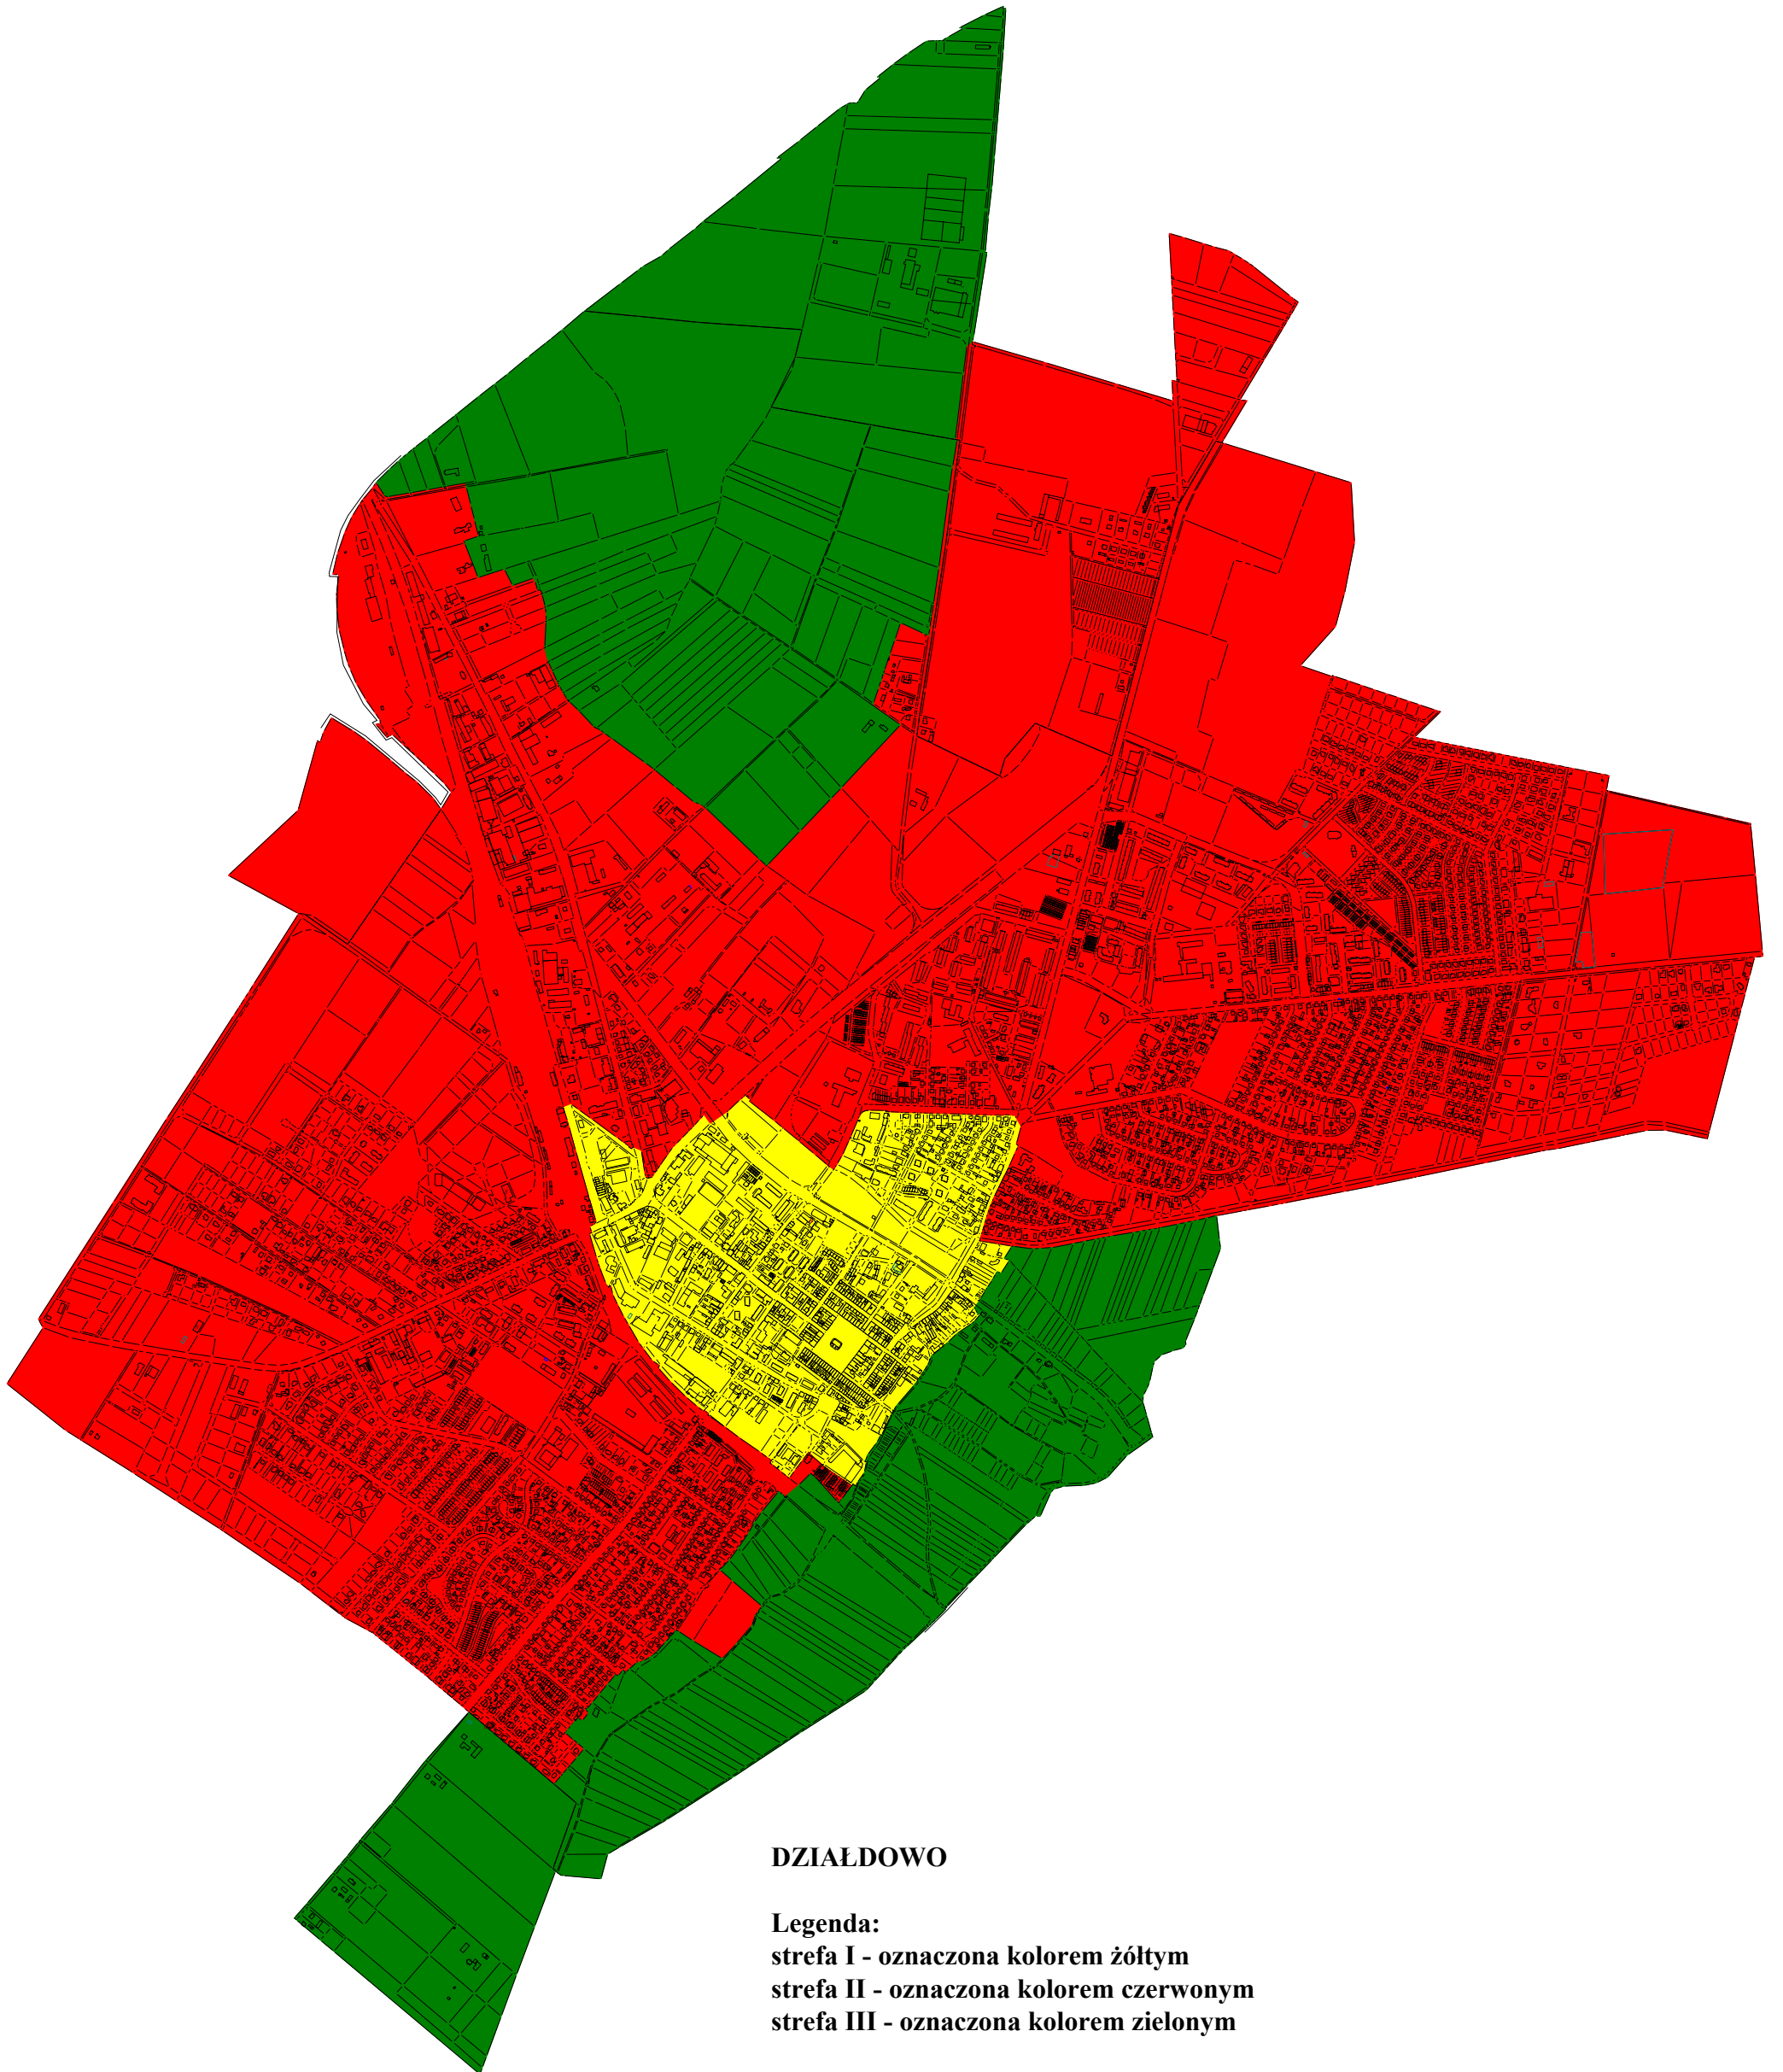 DZIAŁDOWO
Legenda:
strefa I - oznaczona kolorem żółtym
strefa II - oznaczona kolorem czerwonym
strefa III - oznaczona kolorem zielonym